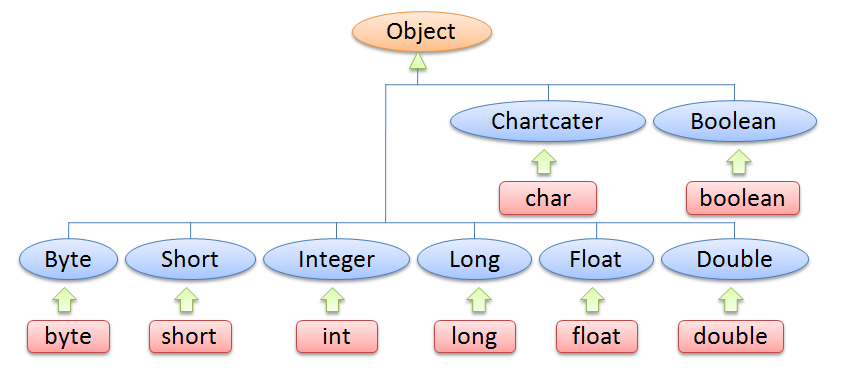 Object
Chartcater
Boolean
char
boolean
Byte
Short
Integer
Long
Float
Double
byte
short
int
long
float
double